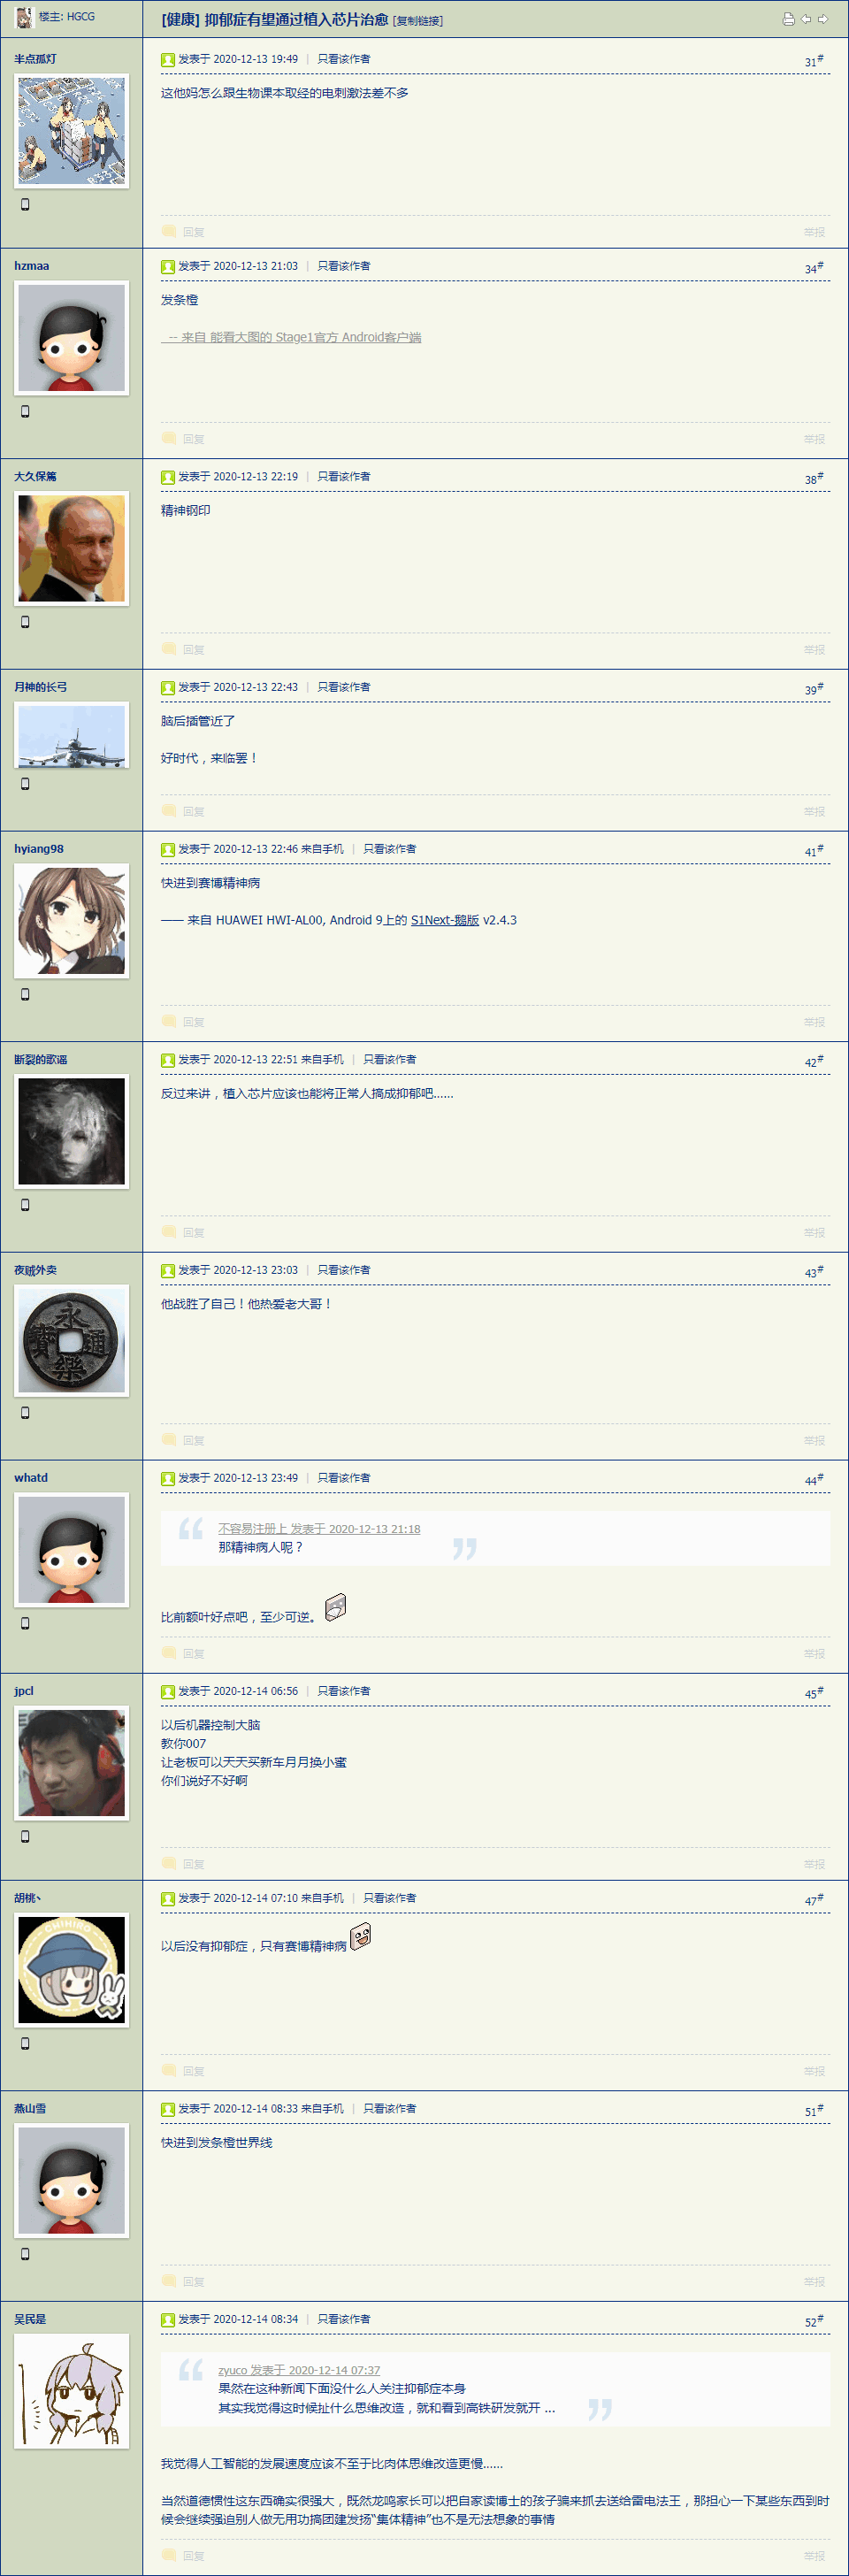 楼主: HGCG
[健康] 抑郁症有望通过植入芯片治愈 [复制链接]
半点孤灯
发表于 2020-12-13 19:49 | 只看该作者
31#
这他妈怎么跟生物课本取经的电刺激法差不多
回复
举报
hzmaa
发表于 2020-12-13 21:03 | 只看该作者
34#
发条橙
-- 来自 能看大图的 Stage1官方 Android客户端
回复
举报
大久保篤
发表于 2020-12-13 22:19 | 只看该作者
38#
精神钢印
回复
举报
月神的长弓
发表于 2020-12-13 22:43 | 只看该作者
39#
脑后插管近了
好时代，来临罢！
回复
举报
hyiang98
发表于 2020-12-13 22:46 来自手机 | 只看该作者
41#
快进到赛博精神病
—— 来自 HUAWEI HWI-AL00, Android 9上的 S1Next-鹅版 v2.4.3
回复
举报
断裂的歌谣
发表于 2020-12-13 22:51 来自手机 | 只看该作者
42#
反过来讲，植入芯片应该也能将正常人搞成抑郁吧……
回复
举报
夜贼外卖
发表于 2020-12-13 23:03 | 只看该作者
43#
他战胜了自己！他热爱老大哥！
永
寳 通
樂
回复
举报
whatd
发表于 2020-12-13 23:49 | 只看该作者
44#
不容易注册上 发表于 2020-12-13 21:18
那精神病人呢？
比前额叶好点吧，至少可逆。
回复
举报
jpcl
发表于 2020-12-14 06:56 | 只看该作者
45#
以后机器控制大脑
教你007
让老板可以天天买新车月月换小蜜
你们说好不好啊
回复
举报
胡桃丶
发表于 2020-12-14 07:10 来自手机 | 只看该作者
47#
CHIHIRO
以后没有抑郁症，只有赛博精神病
回复
举报
燕山雪
发表于 2020-12-14 08:33 来自手机 | 只看该作者
51#
快进到发条橙世界线
回复
举报
吴民是
发表于 2020-12-14 08:34 | 只看该作者
52#
zyuco 发表于 2020-12-14 07:37
果然在这种新闻下面没什么人关注抑郁症本身
其实我觉得这时候扯什么思维改造，就和看到高铁研发就开 ...
我觉得人工智能的发展速度应该不至于比肉体思维改造更慢……
当然道德惯性这东西确实很强大，既然龙鸣家长可以把自家读博士的孩子骗来抓去送给雷电法王，那担心一下某些东西到时
候会继续强迫别人做无用功搞团建发扬“集体精神”也不是无法想象的事情
回复
举报